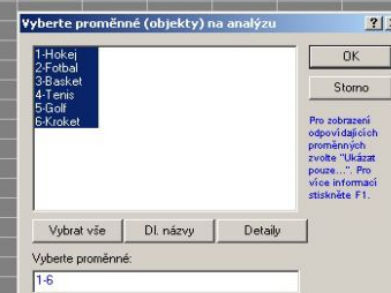 Vyberte proměnné (objekty) na analýzu
1-Hokej
2-Fotbal
3-Basket
4-Tenis
5-Golf
6-Kroket
OK
Storno
Pro zobrazení
odpovídajících
proměnných
zvolte "Ukázat
pouze...". Pro
více informací
stiskněte F1.
Vybrat vše
Dl. názvy
Detaily
Vyberte proměnné:
1-6